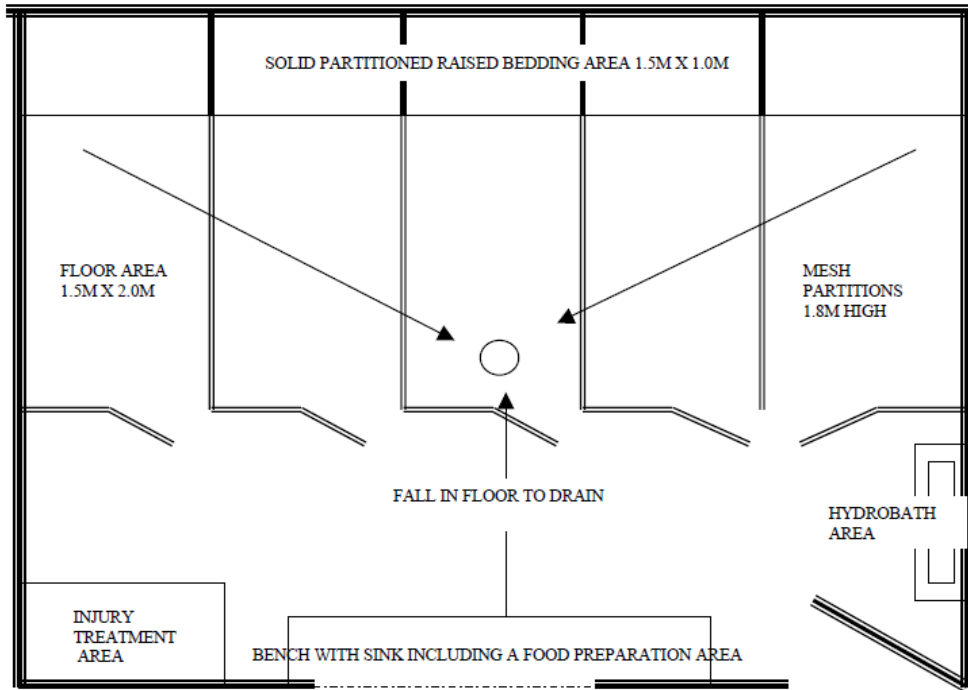 SOLID PARTITIONED RAISED BEDDING AREA 1.5M X 1.0M
FLOOR AREA
1.5M X 2.0M
MESH
PARTITIONS
1.8M HIGH
FALL IN FLOOR TO DRAIN
HYDROBATH
AREA
INJURY
TREATMENT
AREA
BENCH WITH SINK INCLUDING A FOOD PREPARATION AREA